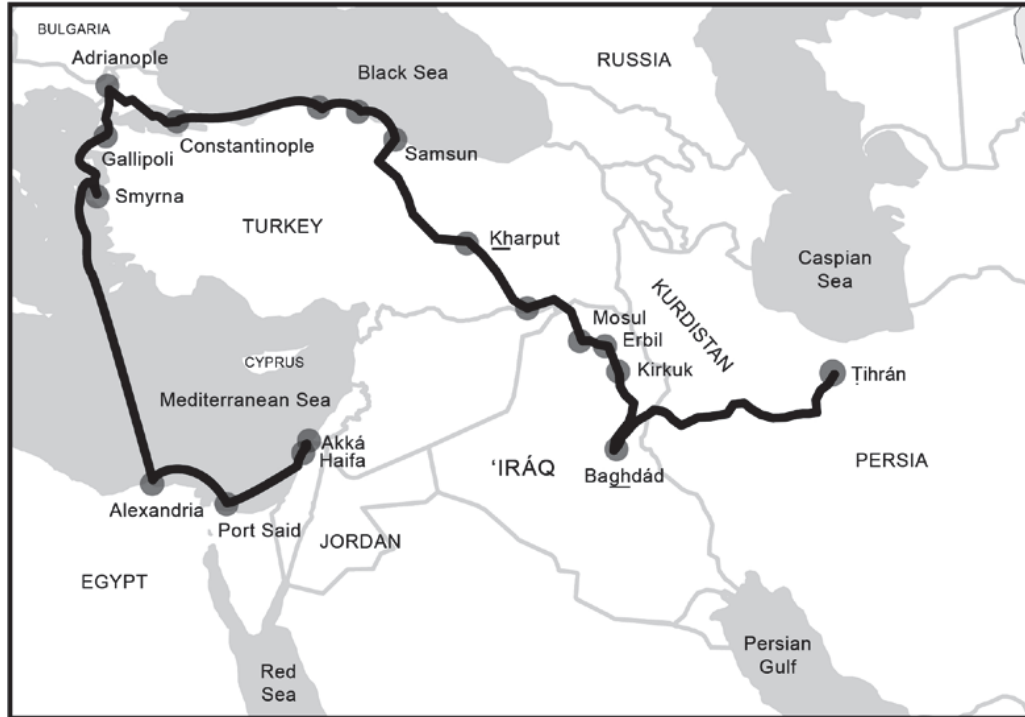 BULGARIA
Adrianople
Black Sea
RUSSIA
Constantinople
Gallipoli
Samsun
Smyrna
TURKEY
Kharput
Caspian
Sea
KURDISTAN
Mosul
Erbil
Kirkuk
Ṭihrán
CYPRUS
Mediterranean Sea
Akká
Haifa
'IRÁQ
PERSIA
Baghdád
Alexandria
Port Said
JORDAN
EGYPT
Persian
Gulf
Red
Sea